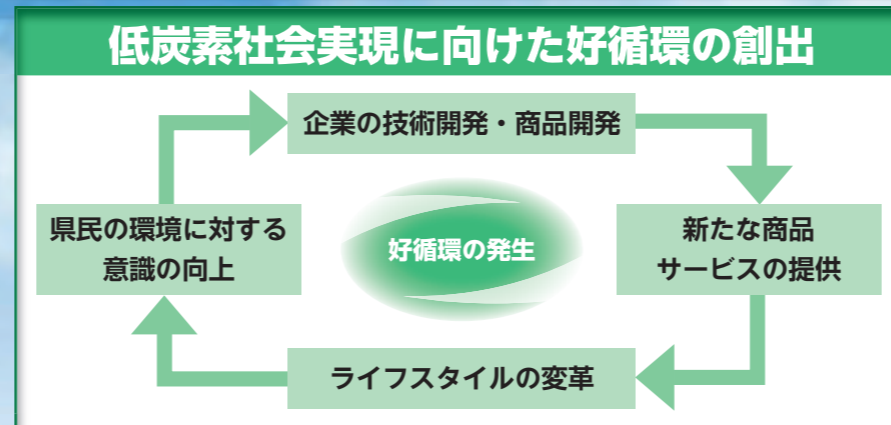 低炭素社会実現に向けた好循環の創出
企業の技術開発・商品開発
県民の環境に対する
意識の向上
好循環の発生
新たな商品
サービスの提供
ライフスタイルの変革